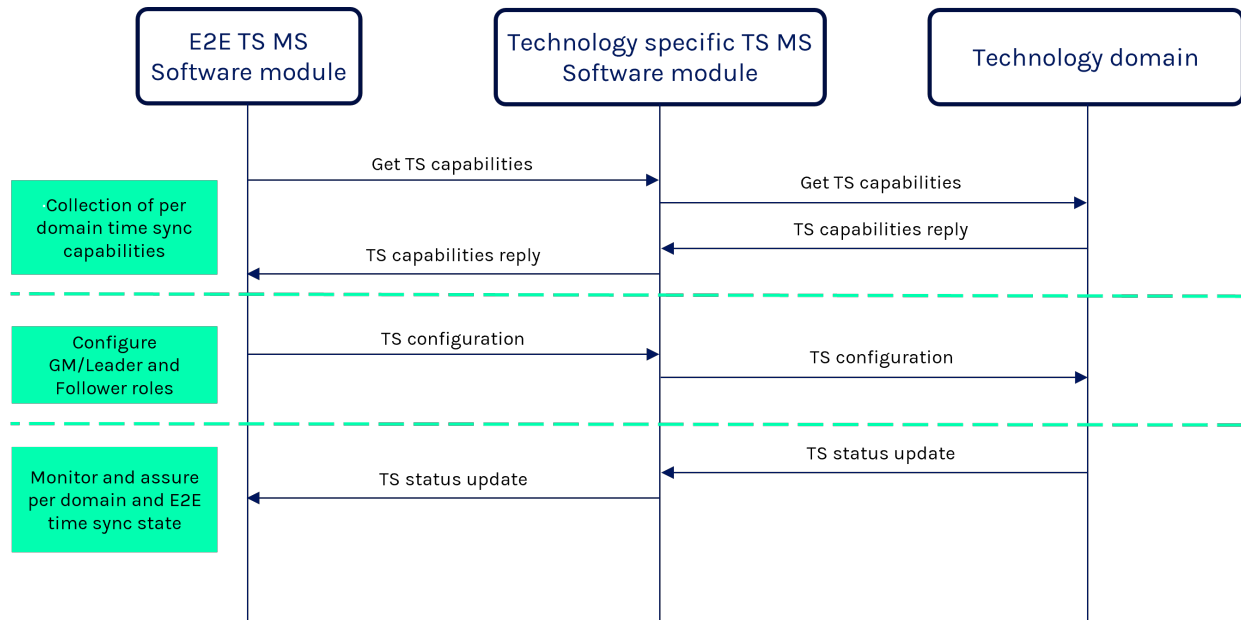 E2E TS MS
Software module
Technology specific TS MS
Software module
Technology domain
Get TS capabilities
Get TS capabilities
Collection of per
domain time sync
capabilities
TS capabilities reply
TS capabilities reply
Configure
GM/Leader and
Follower roles
TS configuration
TS configuration
Monitor and assure
per domain and E2E
time sync state
TS status update
TS status update